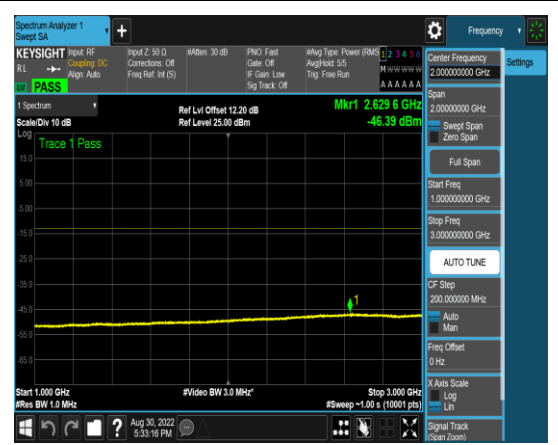 Spectrum Analyzer 1
Swept SA
Frequency
KEYSIGHT
RL
Input: RF
Coupling: DC
Align: Auto
Input Z: 50 Ω
Corrections: Off
Freq Ref: Int (S)
#Atten: 30 dB
PNO: Fast
Gate: Off
IF Gain: Low
Sig Track: Off
#Avg Type: Power (RMS
Avg|Hold: 5/5
Trig: Free Run
1 2 3 4 5 6
M W W W W W
A A A A A A
PASS
1 Spectrum
Scale/Div 10 dB
Ref Lvl Offset 12.20 dB
Ref Level 25.00 dBm
Mkr1 2.629 6 GHz
-46.39 dBm
Log
Trace 1 Pass
15.0
5.00
-5.00
-15.0
-25.0
-35.0
-45.0
-55.0
-65.0
1
Start 1.000 GHz
#Res BW 1.0 MHz
#Video BW 3.0 MHz*
Stop 3.000 GHz
#Sweep ~1.00 s (10001 pts)
Aug 30, 2022
5:33:16 PM
Center Frequency
2.000000000 GHz
Settings
Span
2.00000000 GHz
Swept Span
Zero Span
Full Span
Start Freq
1.000000000 GHz
Stop Freq
3.000000000 GHz
AUTO TUNE
CF Step
200.000000 MHz
Auto
Man
Freq Offset
0 Hz
X Axis Scale
Log
Lin
Signal Track
(Span Zoom)